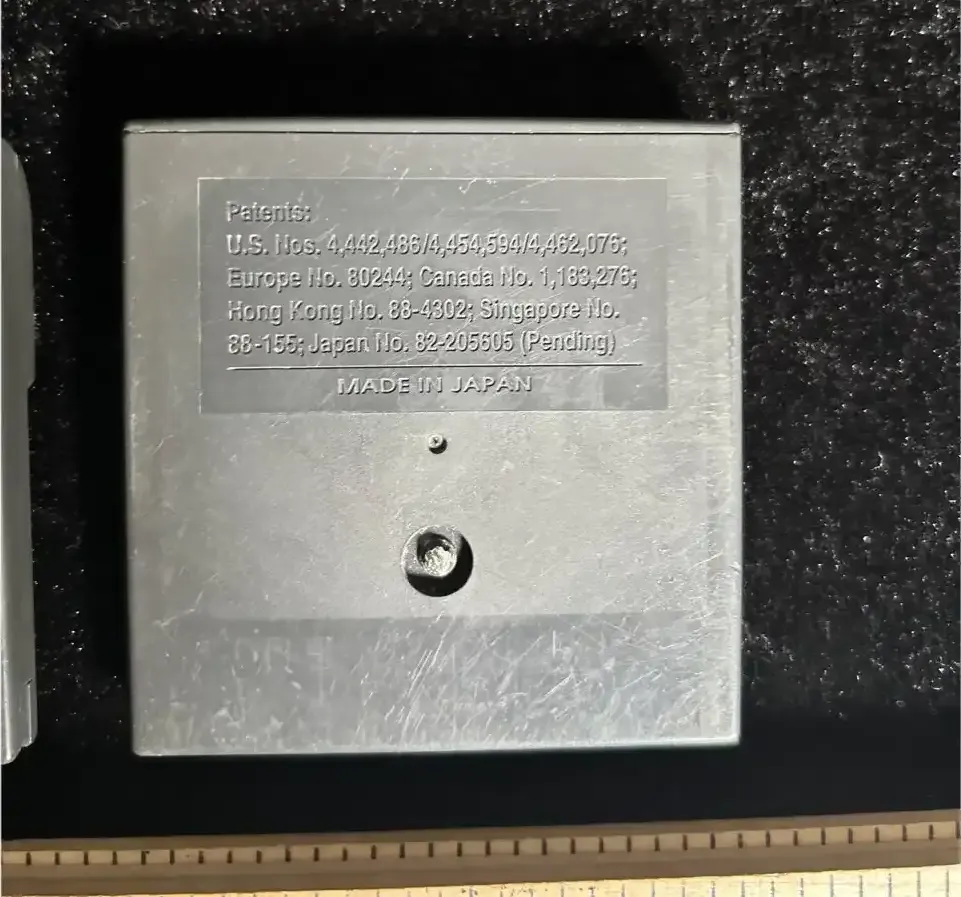 Patents:
U.S. Nos. 4,442,486/4,454,594/4,462,076;
Europe No. 80244; Canada No. 1,183,276;
Hong Kong No. 88-4302; Singapore No.
88-155; Japan No. 82-205605 (Pending)
MADE IN JAPAN